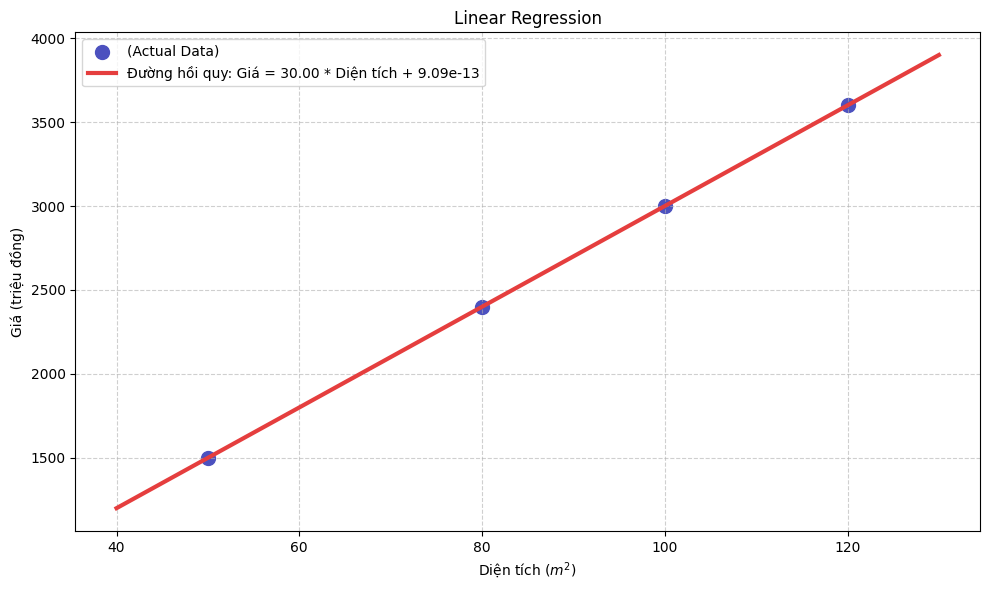 Linear Regression
(Actual Data)
Đường hồi quy: Giá = 30.00 * Diện tích + 9.09e-13
4000
3500
3000
2500
2000
1500
Giá (triệu đồng)
40 60 80 100 120
Diện tích (m²)